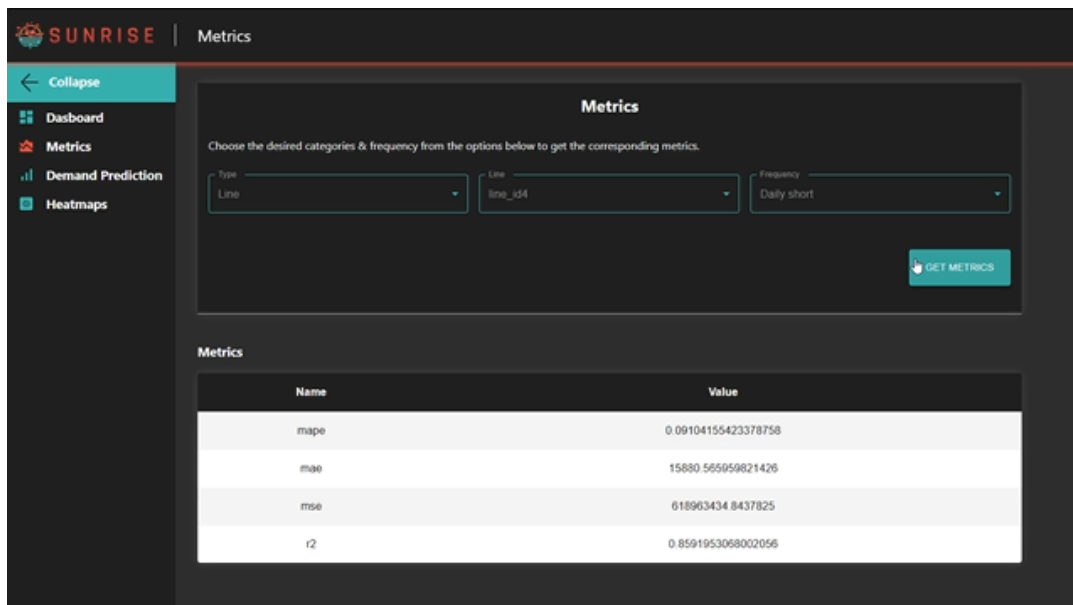 SUNRISE | Metrics
Collapse
Dasboard
Metrics
Demand Prediction
Heatmaps
Metrics
Choose the desired categories & frequency from the options below to get the corresponding metrics.
Type Line Frequency
Line line_id4 Daily short
GET METRICS
Metrics
Name Value
mape 0.09104155423378758
mae 15880.565959821426
mse 618963434.8437825
r2 0.8591953068002056